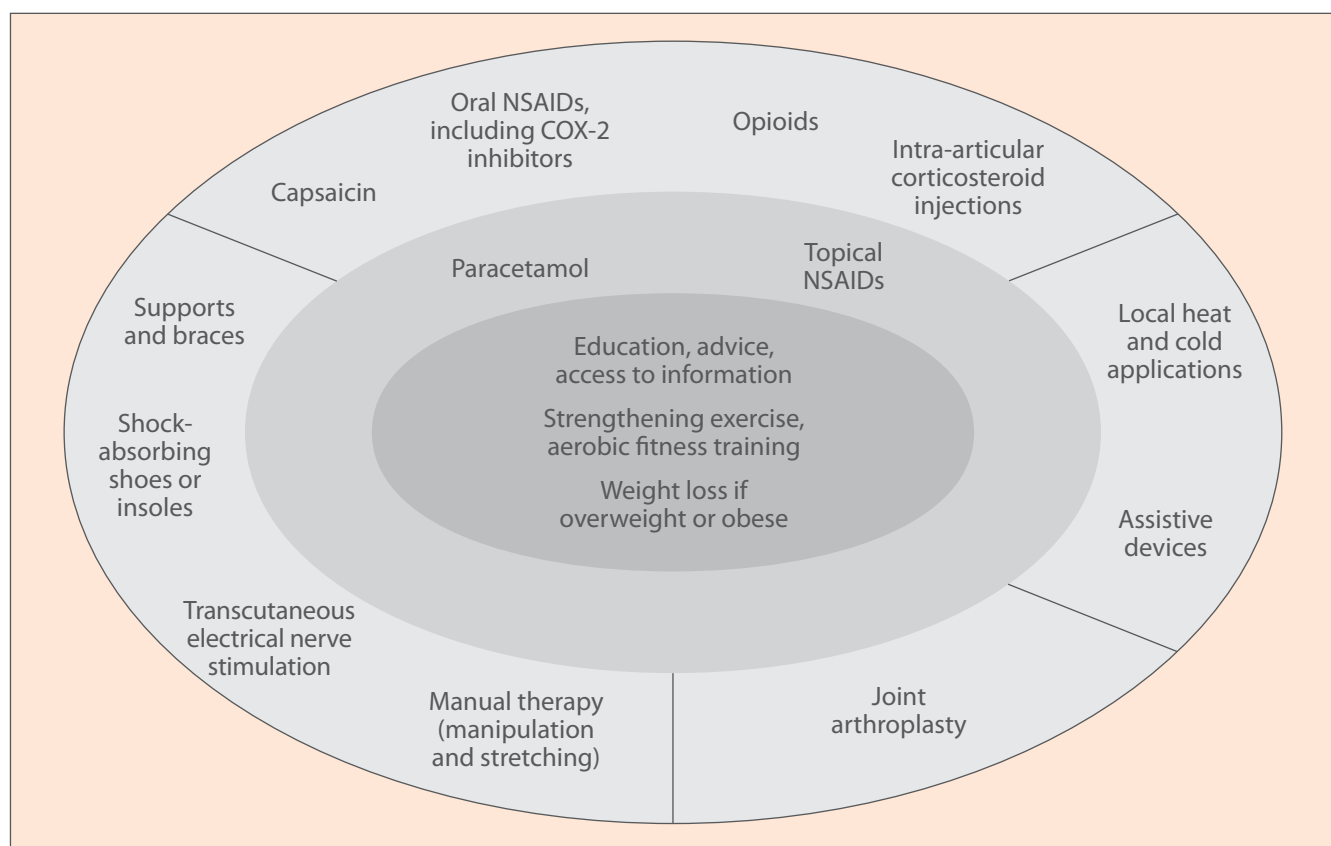 Oral NSAIDs,
including COX-2
inhibitors
Opioids
Intra-articular
corticosteroid
injections
Capsaicin
Paracetamol
Topical
NSAIDs
Supports
and braces
Local heat
and cold
applications
Education, advice,
access to information
Strengthening exercise,
aerobic fitness training
Weight loss if
overweight or obese
Shock-
absorbing
shoes or
insoles
Assistive
devices
Transcutaneous
electrical nerve
stimulation
Manual therapy
(manipulation
and stretching)
Joint
arthroplasty